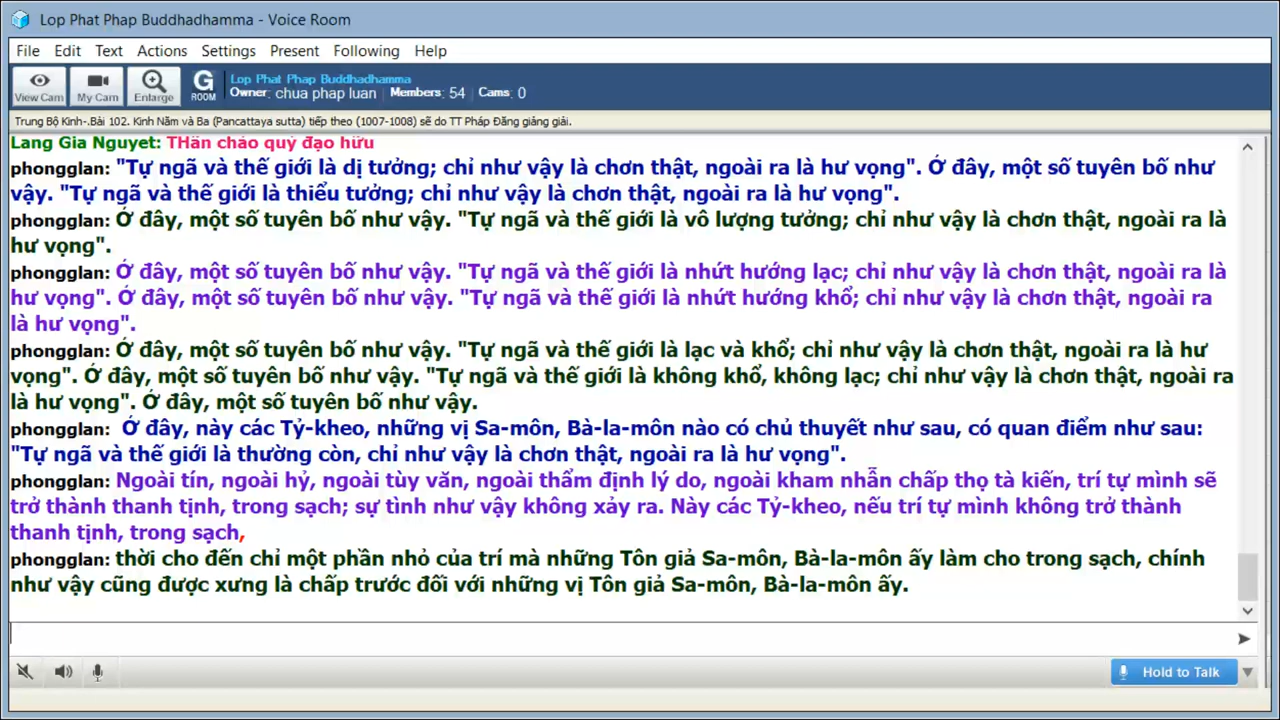 Lop Phat Phap Buddhadhamma - Voice Room
File Edit Text Actions Settings Present Following Help
View Cam My Cam Enlarge G ROOM
Lop Phat Phap Buddhadhamma
Owner: chua phap luan Members: 54 Cams: 0
Trung Bộ Kinh-.Bài 102. Kinh Năm và Ba (Pancattaya sutta) tiếp theo (1007-1008) sẽ do TT Pháp Đăng giảng giải.
Lang Gia Nguyet: THân chào quý đạo hữu
phongglan: "Tự ngã và thế giới là dị tưởng; chỉ như vậy là chơn thật, ngoài ra là hư vọng". Ở đây, một số tuyên bố như
vậy. "Tự ngã và thế giới là thiểu tưởng; chỉ như vậy là chơn thật, ngoài ra là hư vọng".
phongglan: Ở đây, một số tuyên bố như vậy. "Tự ngã và thế giới là vô lượng tưởng; chỉ như vậy là chơn thật, ngoài ra là
hư vọng".
phongglan: Ở đây, một số tuyên bố như vậy. "Tự ngã và thế giới là nhứt hướng lạc; chỉ như vậy là chơn thật, ngoài ra là
hư vọng". Ở đây, một số tuyên bố như vậy. "Tự ngã và thế giới là nhứt hướng khổ; chỉ như vậy là chơn thật, ngoài ra
là hư vọng".
phongglan: Ở đây, một số tuyên bố như vậy. "Tự ngã và thế giới là lạc và khổ; chỉ như vậy là chơn thật, ngoài ra là hư
vọng". Ở đây, một số tuyên bố như vậy. "Tự ngã và thế giới là không khổ, không lạc; chỉ như vậy là chơn thật, ngoài ra
là hư vọng". Ở đây, một số tuyên bố như vậy.
phongglan: Ở đây, này các Tỷ-kheo, những vị Sa-môn, Bà-la-môn nào có chủ thuyết như sau, có quan điểm như sau:
"Tự ngã và thế giới là thường còn, chỉ như vậy là chơn thật, ngoài ra là hư vọng".
phongglan: Ngoài tín, ngoài hỷ, ngoài tùy văn, ngoài thẩm định lý do, ngoài kham nhẫn chấp thọ tà kiến, trí tự mình sẽ
trở thành thanh tịnh, trong sạch; sự tình như vậy không xảy ra. Này các Tỷ-kheo, nếu trí tự mình không trở thành
thanh tịnh, trong sạch,
phongglan: thời cho đến chỉ một phần nhỏ của trí mà những Tôn giả Sa-môn, Bà-la-môn ấy làm cho trong sạch, chính
như vậy cũng được xưng là chấp trước đối với những vị Tôn giả Sa-môn, Bà-la-môn ấy.
Hold to Talk